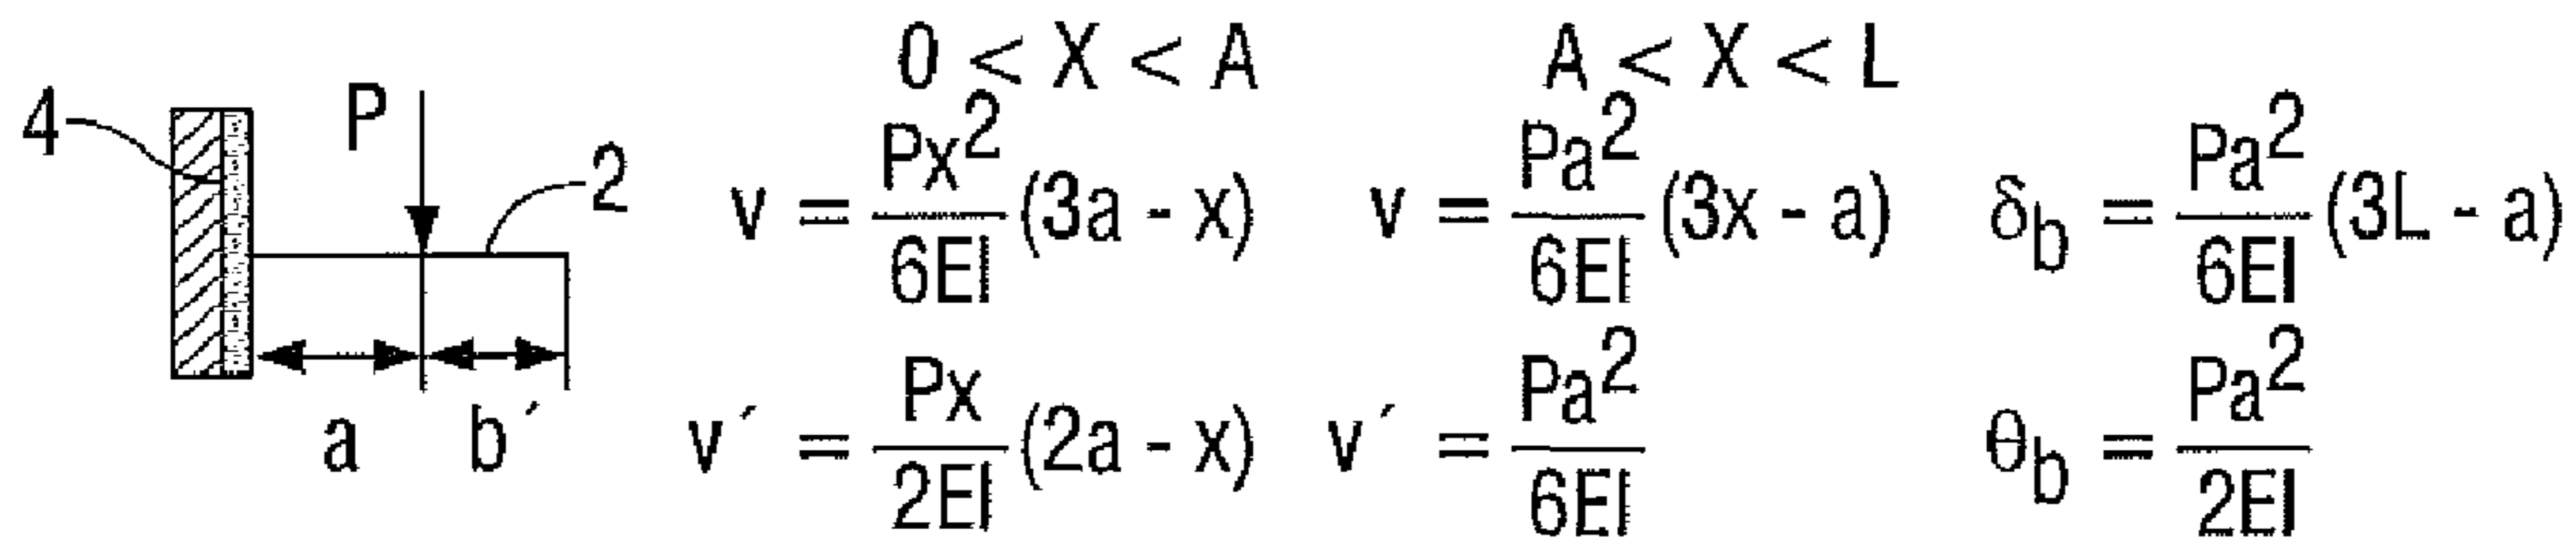 0 < X < A A < X < L
4 P 2 v = Px²/6EI (3a - x) v = Pa²/6EI (3x - a) δb = Pa²/6EI (3L - a)
a b´ v´ = Px/2EI (2a - x) v´ = Pa²/6EI θb = Pa²/2EI